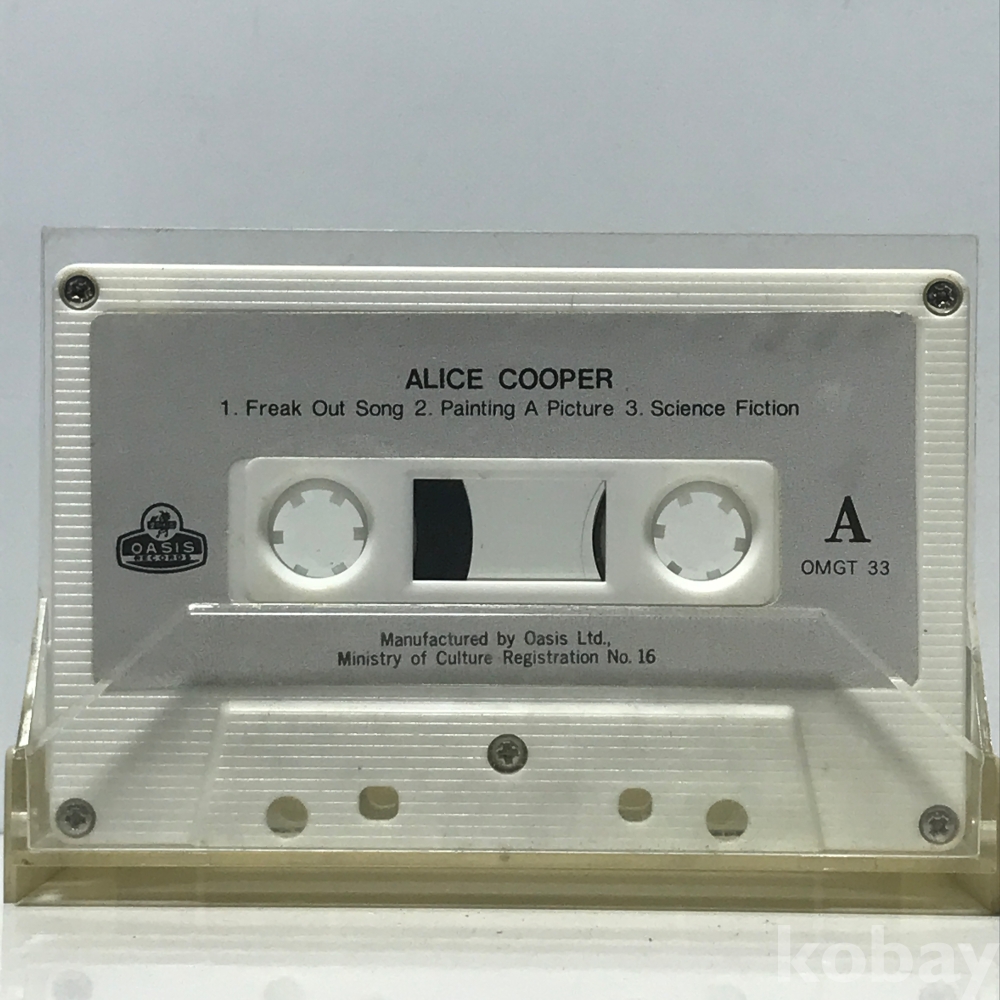 ALICE COOPER
1. Freak Out Song 2. Painting A Picture 3. Science Fiction
OASIS
RECORDS
A
OMGT 33
Manufactured by Oasis Ltd.,
Ministry of Culture Registration No. 16
kobay